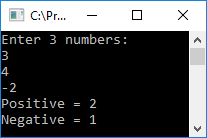 C:\Pr...
Enter 3 numbers:
3
4
-2
Positive = 2
Negative = 1